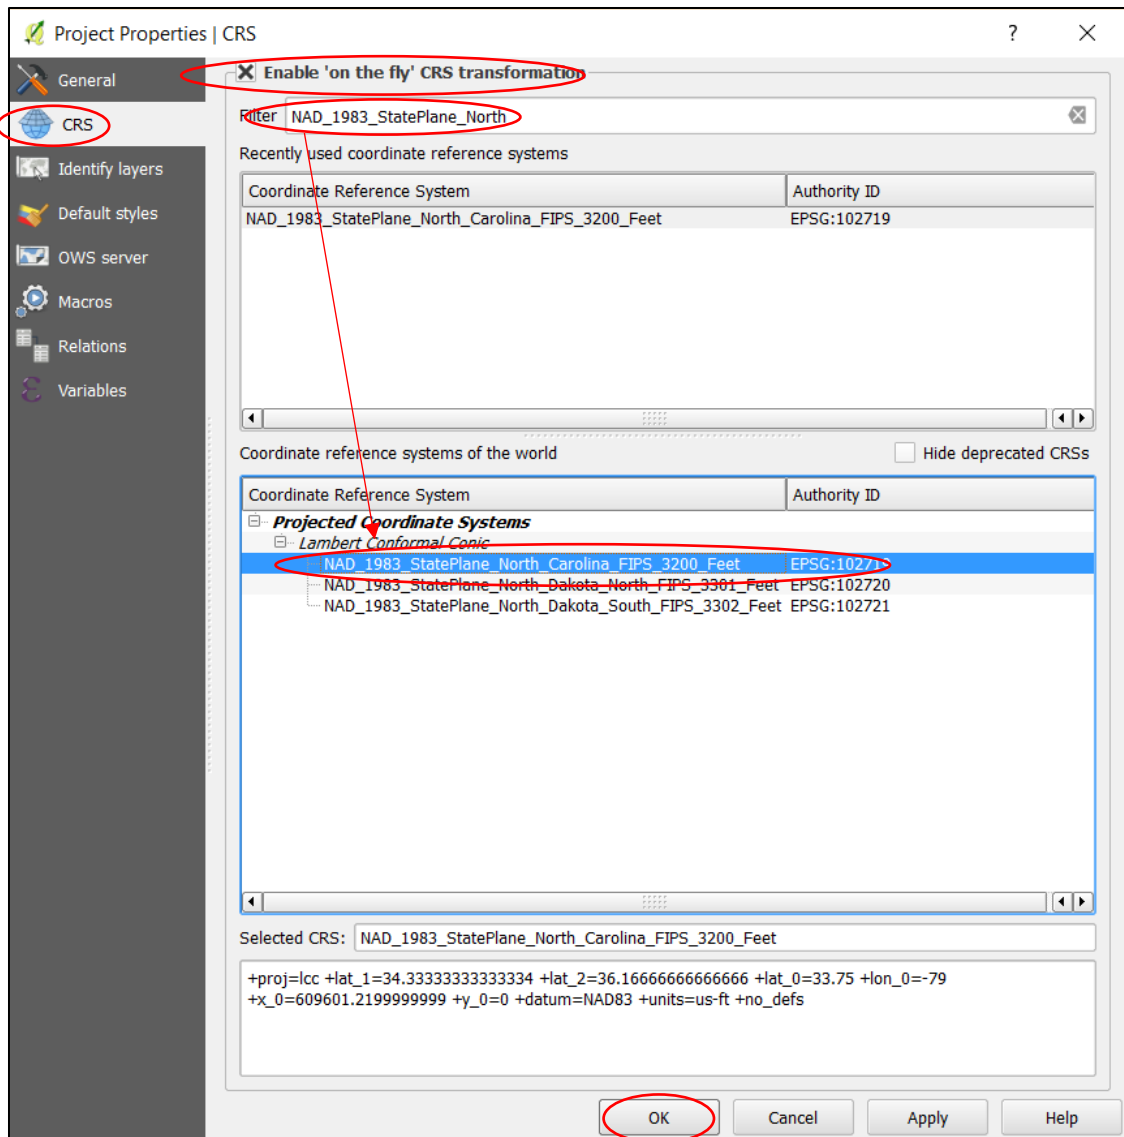 Project Properties | CRS
?
General
CRS
Identify layers
Default styles
OWS server
Macros
Relations
Variables
Enable 'on the fly' CRS transformation
Filter NAD_1983_StatePlane_North
Recently used coordinate reference systems
Coordinate Reference System Authority ID
NAD_1983_StatePlane_North_Carolina_FIPS_3200_Feet EPSG:102719
Coordinate reference systems of the world Hide deprecated CRSs
Coordinate Reference System Authority ID
Projected Coordinate Systems
Lambert Conformal Conic
NAD_1983_StatePlane_North_Carolina_FIPS_3200_Feet EPSG:102719
NAD_1983_StatePlane_North_Dakota_North_FIPS_3301_Feet EPSG:102720
NAD_1983_StatePlane_North_Dakota_South_FIPS_3302_Feet EPSG:102721
Selected CRS: NAD_1983_StatePlane_North_Carolina_FIPS_3200_Feet
+proj=lcc +lat_1=34.33333333333334 +lat_2=36.16666666666666 +lat_0=33.75 +lon_0=-79
+x_0=609601.2199999999 +y_0=0 +datum=NAD83 +units=us-ft +no_defs
OK Cancel Apply Help